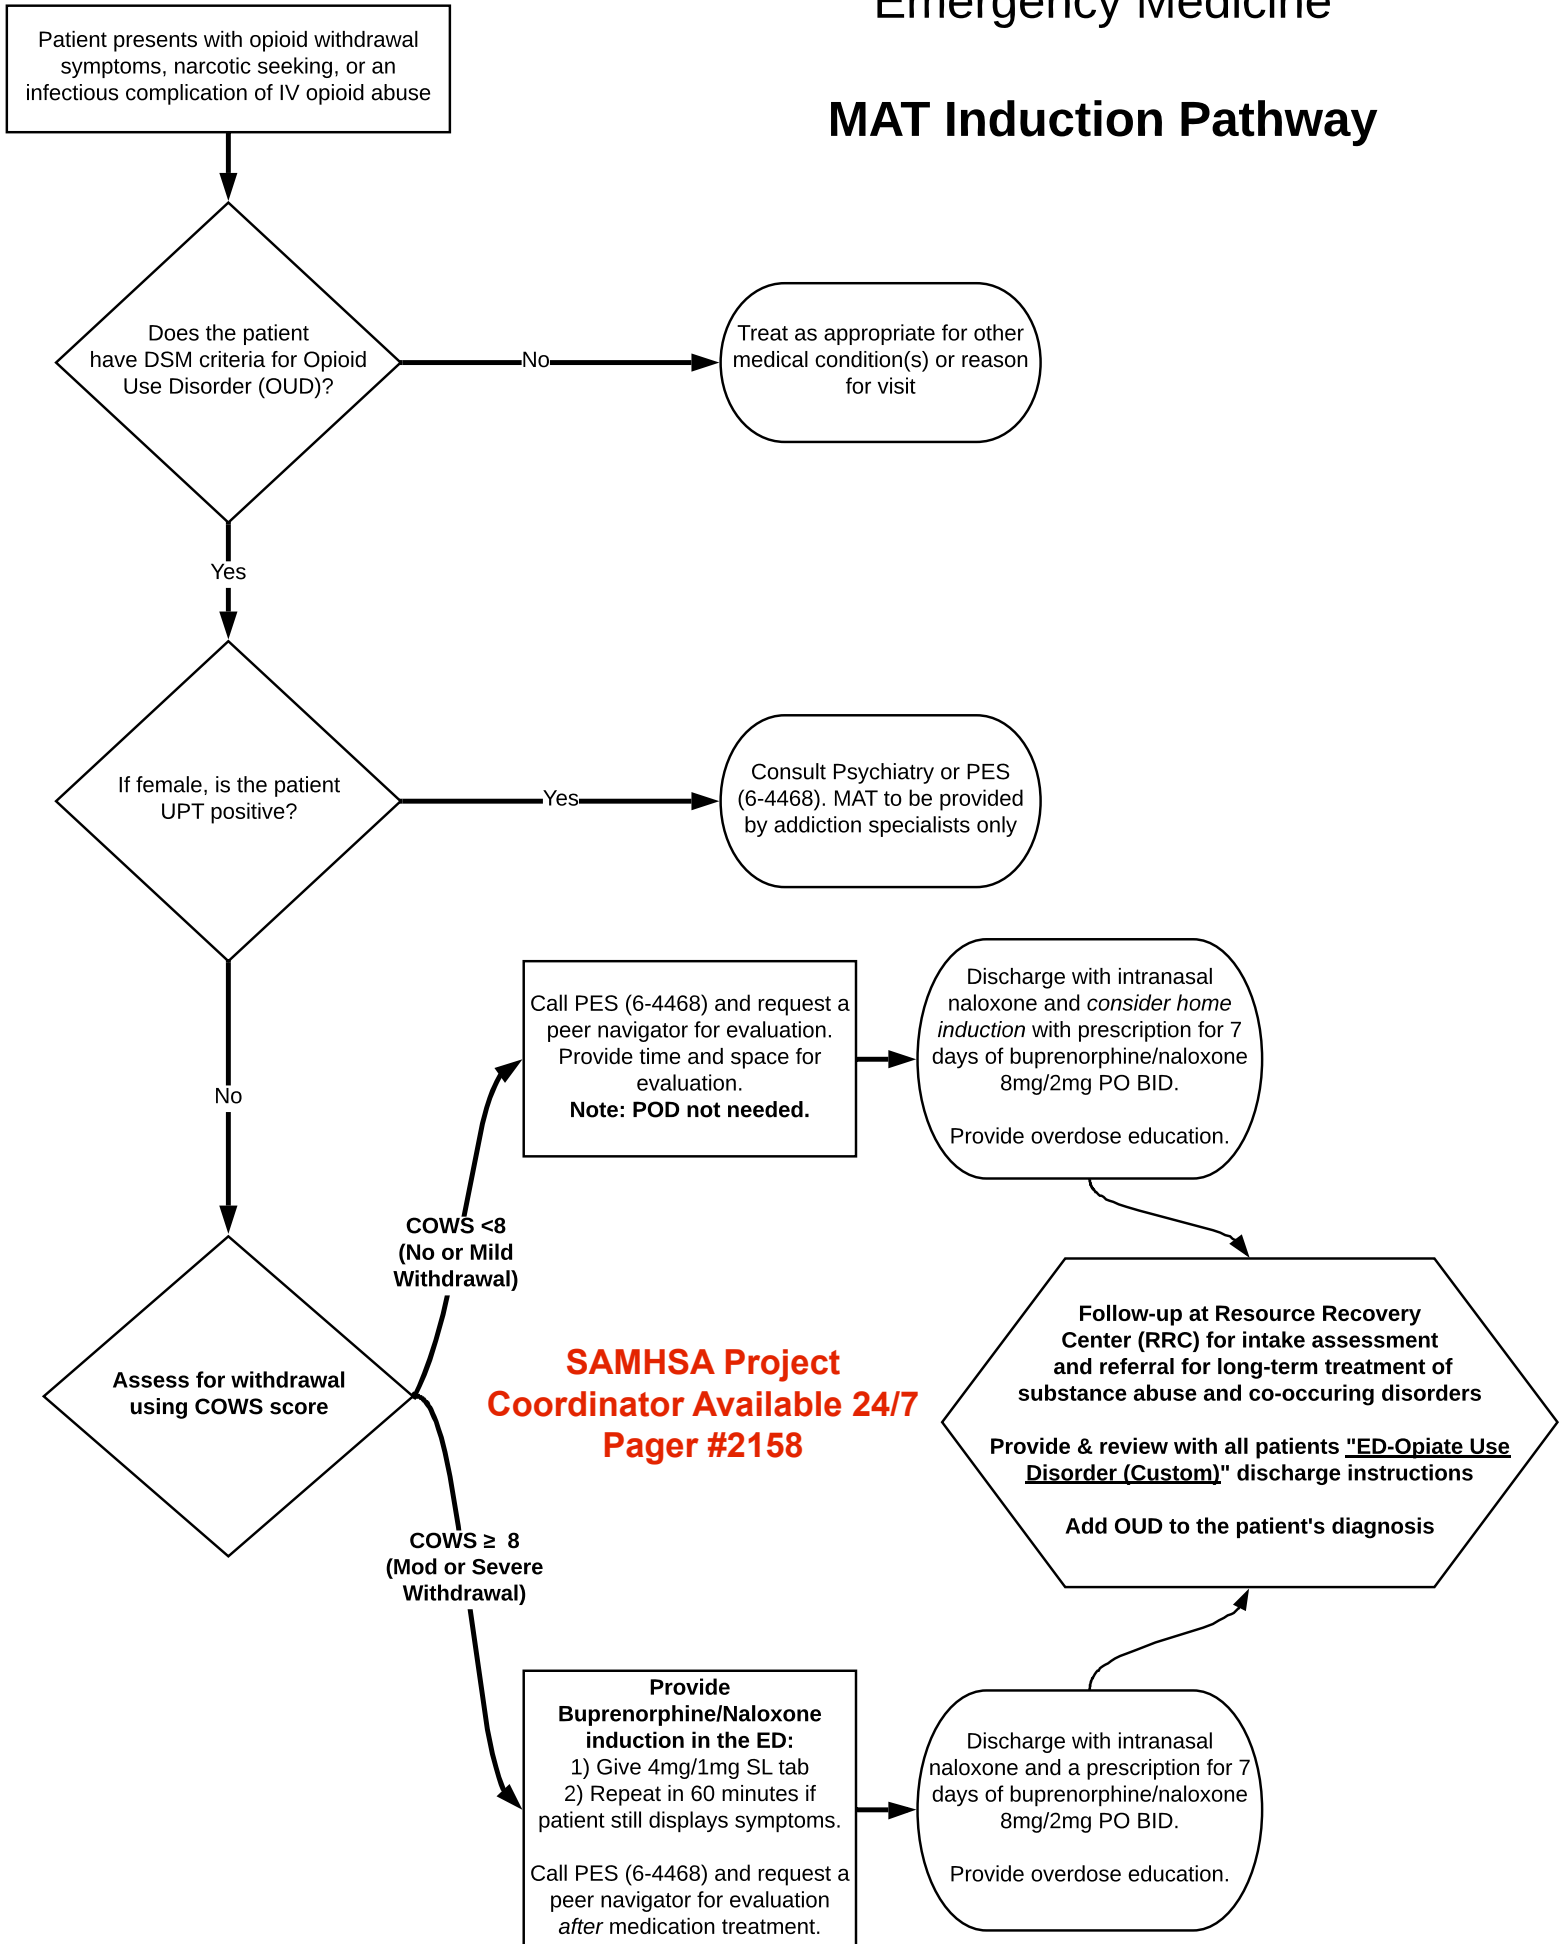 Emergency Medicine
MAT Induction Pathway
Patient presents with opioid withdrawal
symptoms, narcotic seeking, or an
infectious complication of IV opioid abuse
Does the patient
have DSM criteria for Opioid
Use Disorder (OUD)?
No
Treat as appropriate for other
medical condition(s) or reason
for visit
Yes
If female, is the patient
UPT positive?
Yes
Consult Psychiatry or PES
(6-4468). MAT to be provided
by addiction specialists only
No
Assess for withdrawal
using COWS score
COWS <8
(No or Mild
Withdrawal)
Call PES (6-4468) and request a
peer navigator for evaluation.
Provide time and space for
evaluation.
Note: POD not needed.
Discharge with intranasal
naloxone and consider home
induction with prescription for 7
days of buprenorphine/naloxone
8mg/2mg PO BID.
Provide overdose education.
SAMHSA Project
Coordinator Available 24/7
Pager #2158
Follow-up at Resource Recovery
Center (RRC) for intake assessment
and referral for long-term treatment of
substance abuse and co-occuring disorders
Provide & review with all patients "ED-Opiate Use
Disorder (Custom)" discharge instructions
Add OUD to the patient's diagnosis
COWS ≥ 8
(Mod or Severe
Withdrawal)
Provide
Buprenorphine/Naloxone
induction in the ED:
1) Give 4mg/1mg SL tab
2) Repeat in 60 minutes if
patient still displays symptoms.
Call PES (6-4468) and request a
peer navigator for evaluation
after medication treatment.
Discharge with intranasal
naloxone and a prescription for 7
days of buprenorphine/naloxone
8mg/2mg PO BID.
Provide overdose education.